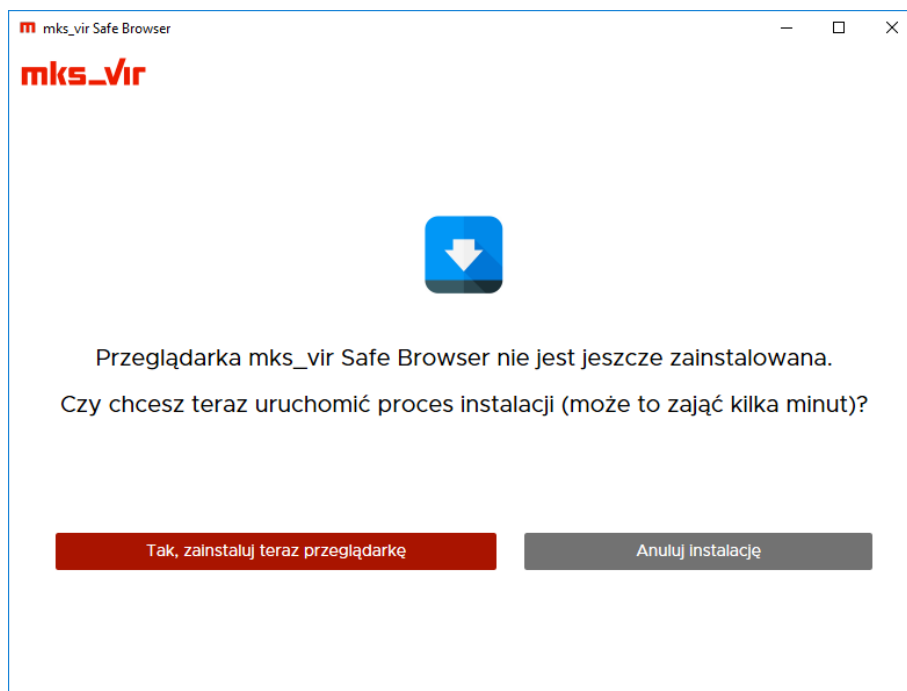 mks_vir Safe Browser
mks_vir
Przeglądarka mks_vir Safe Browser nie jest jeszcze zainstalowana.
Czy chcesz teraz uruchomić proces instalacji (może to zająć kilka minut)?
Tak, zainstaluj teraz przeglądarkę
Anuluj instalację